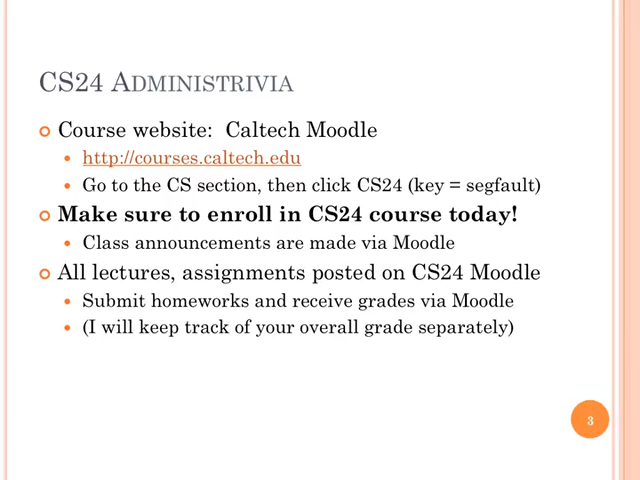 CS24 ADMINISTRIVIA
Course website: Caltech Moodle
http://courses.caltech.edu
Go to the CS section, then click CS24 (key = segfault)
Make sure to enroll in CS24 course today!
Class announcements are made via Moodle
All lectures, assignments posted on CS24 Moodle
Submit homeworks and receive grades via Moodle
(I will keep track of your overall grade separately)
3